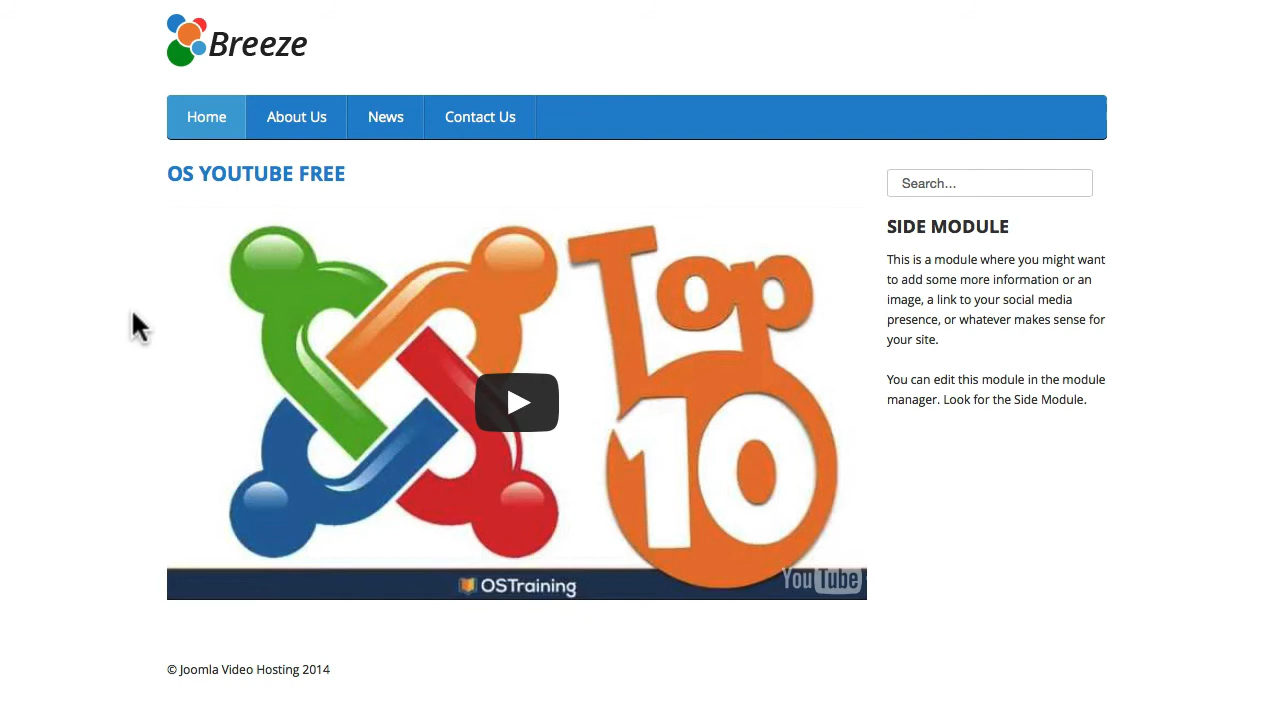 Breeze
Home
About Us
News
Contact Us
OS YOUTUBE FREE
Search...
SIDE MODULE
This is a module where you might want
to add some more information or an
image, a link to your social media
presence, or whatever makes sense for
your site.
You can edit this module in the module
manager. Look for the Side Module.
Top
10
OSTraining
YouTube
© Joomla Video Hosting 2014